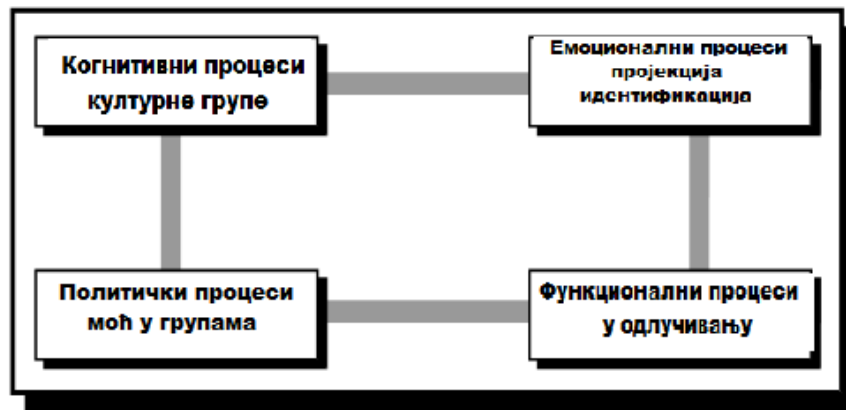 Когнитивни процеси
културне групе
Емоционални процеси
пројекција
идентификација
Политички процеси
моћ у групама
Функционални процеси
у одлучивању